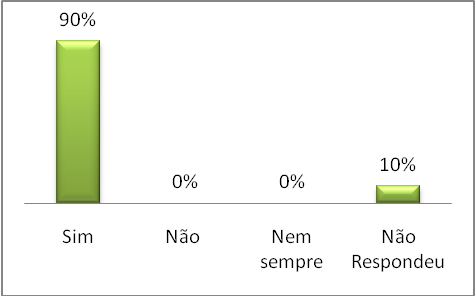 90%
0%
0%
10%
Sim
Não
Nem
sempre
Não
Respondeu